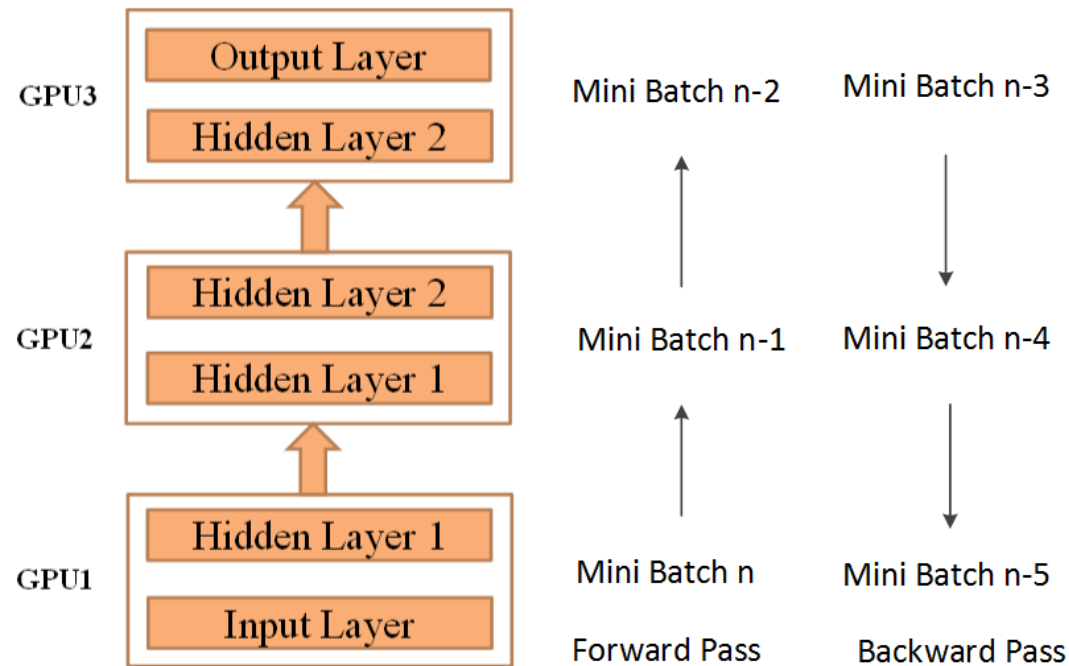 GPU3
Output Layer
Hidden Layer 2
Mini Batch n-2
Mini Batch n-3
GPU2
Hidden Layer 2
Hidden Layer 1
Mini Batch n-1
Mini Batch n-4
GPU1
Hidden Layer 1
Input Layer
Mini Batch n
Mini Batch n-5
Forward Pass
Backward Pass